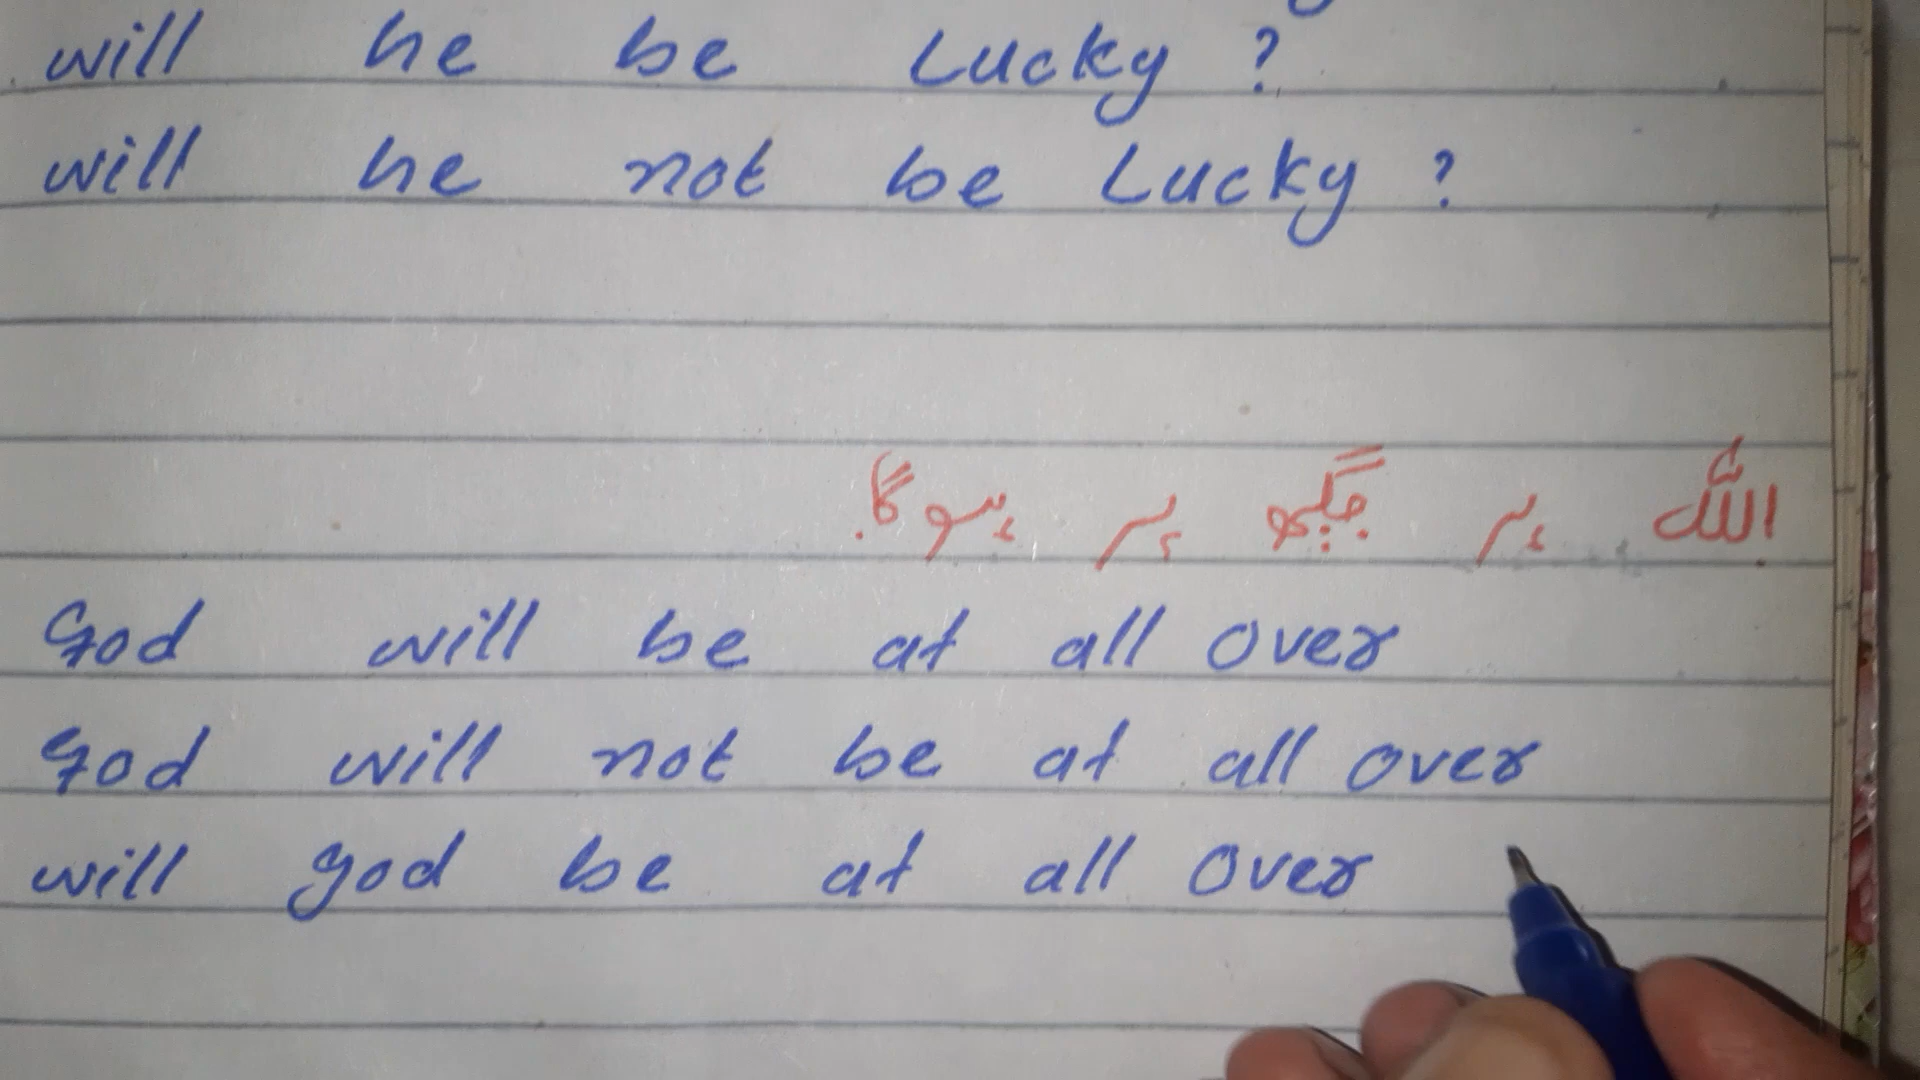 will he be Lucky ?
will he not be Lucky ?
اللہ ہر جگہ پر ہوگا.
God will be at all over
God will not be at all over
will god be at all over